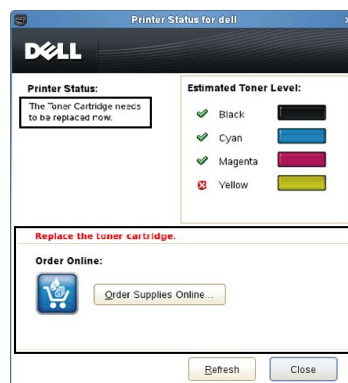 Printer Status for dell
DELL
Printer Status:
The Toner Cartridge needs
to be replaced now.
Estimated Toner Level:
Black
Cyan
Magenta
Yellow
Replace the toner cartridge.
Order Online:
Order Supplies Online...
Refresh
Close